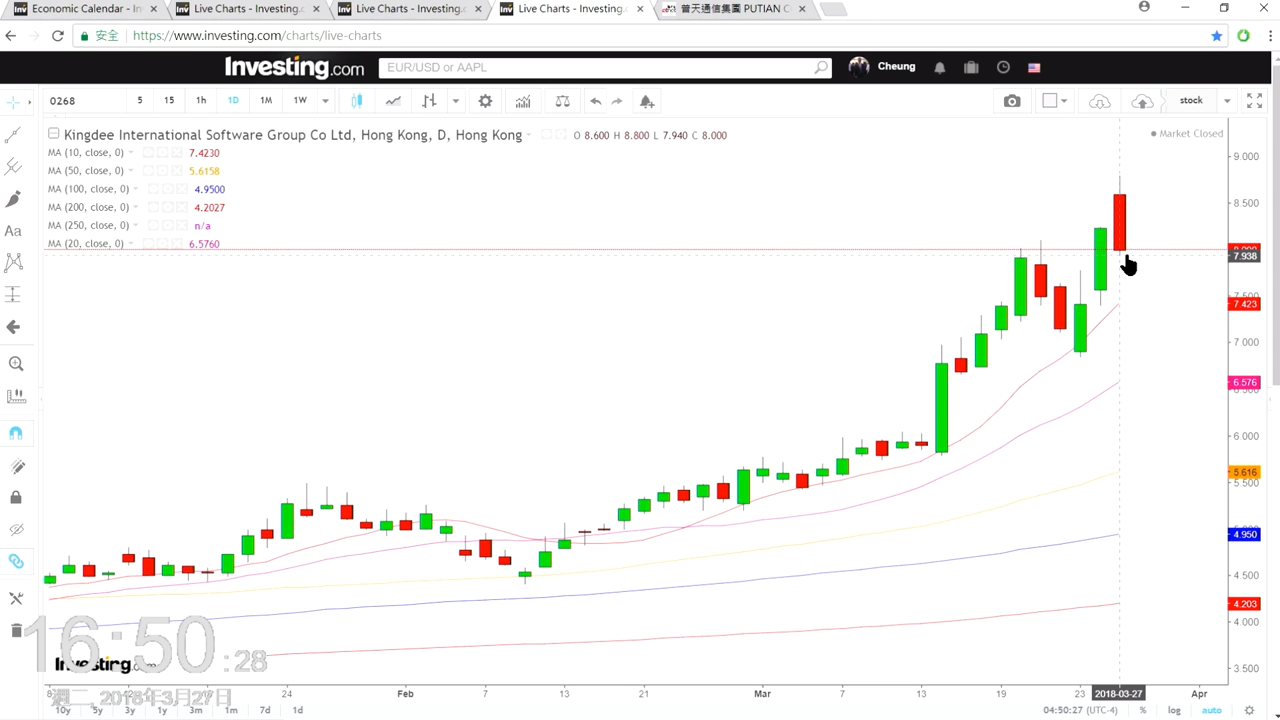 Economic Calendar - In
Live Charts - Investing.
Live Charts - Investing.
Live Charts - Investing.
普天通信集團 PUTIAN CO
安全 https://www.investing.com/charts/live-charts
Investing.com EUR/USD or AAPL Cheung
0268 5 15 1h 1D 1M 1W stock
Kingdee International Software Group Co Ltd, Hong Kong, D, Hong Kong O 8.600 H 8.800 L 7.940 C 8.000
Market Closed
MA (10, close, 0) 7.4230
MA (50, close, 0) 5.6158
MA (100, close, 0) 4.9500
MA (200, close, 0) 4.2027
MA (250, close, 0) n/a
MA (20, close, 0) 6.5760
Aa
9.000
8.500
7.938
7.423
7.000
6.576
6.000
5.616
5.500
4.950
4.500
4.203
4.000
3.500
16:50:28
Investing.com
週二, 2018年3月27日
24 Feb 7 13 21 Mar 7 13 19 23 2018-03-27 Apr
10y 5y 3y 1y 3m 1m 7d 1d 04:50:27 (UTC-4) % log auto